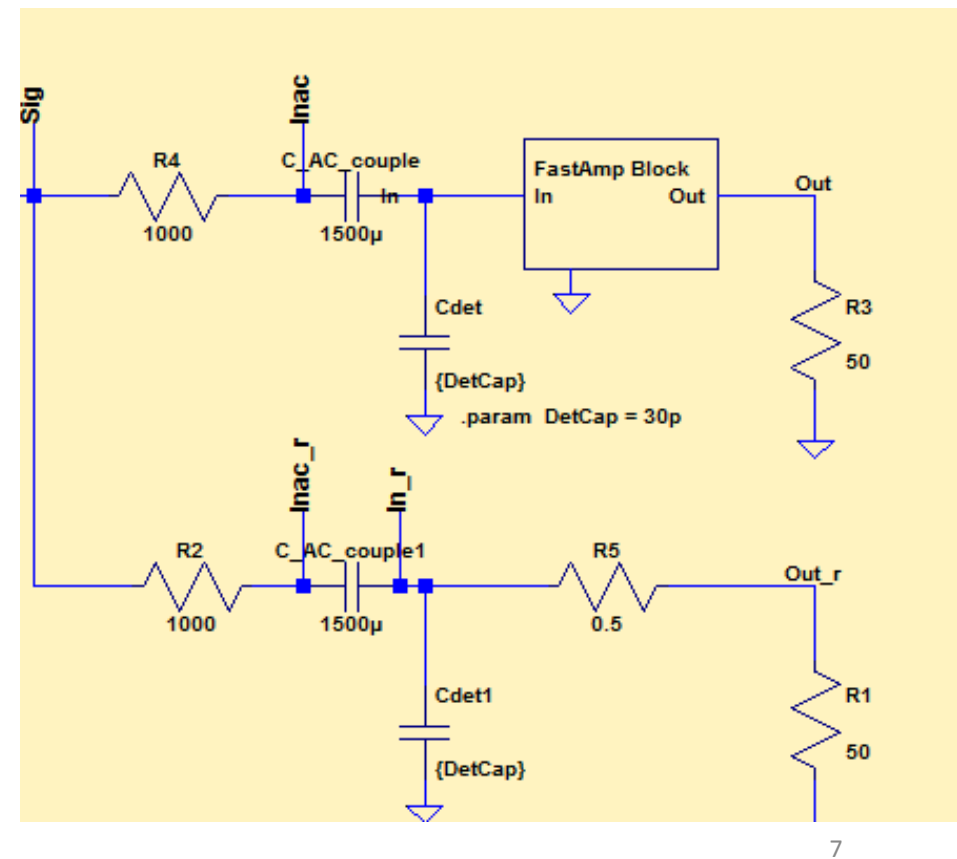 Sig
Inac
R4
1000
C_AC_couple
1500µ
In
FastAmp Block
In
Out
Out
R3
50
Cdet
{DetCap}
.param DetCap = 30p
Inac_r
In_r
R2
1000
C_AC_couple1
1500µ
R5
0.5
Out_r
R1
50
Cdet1
{DetCap}
7